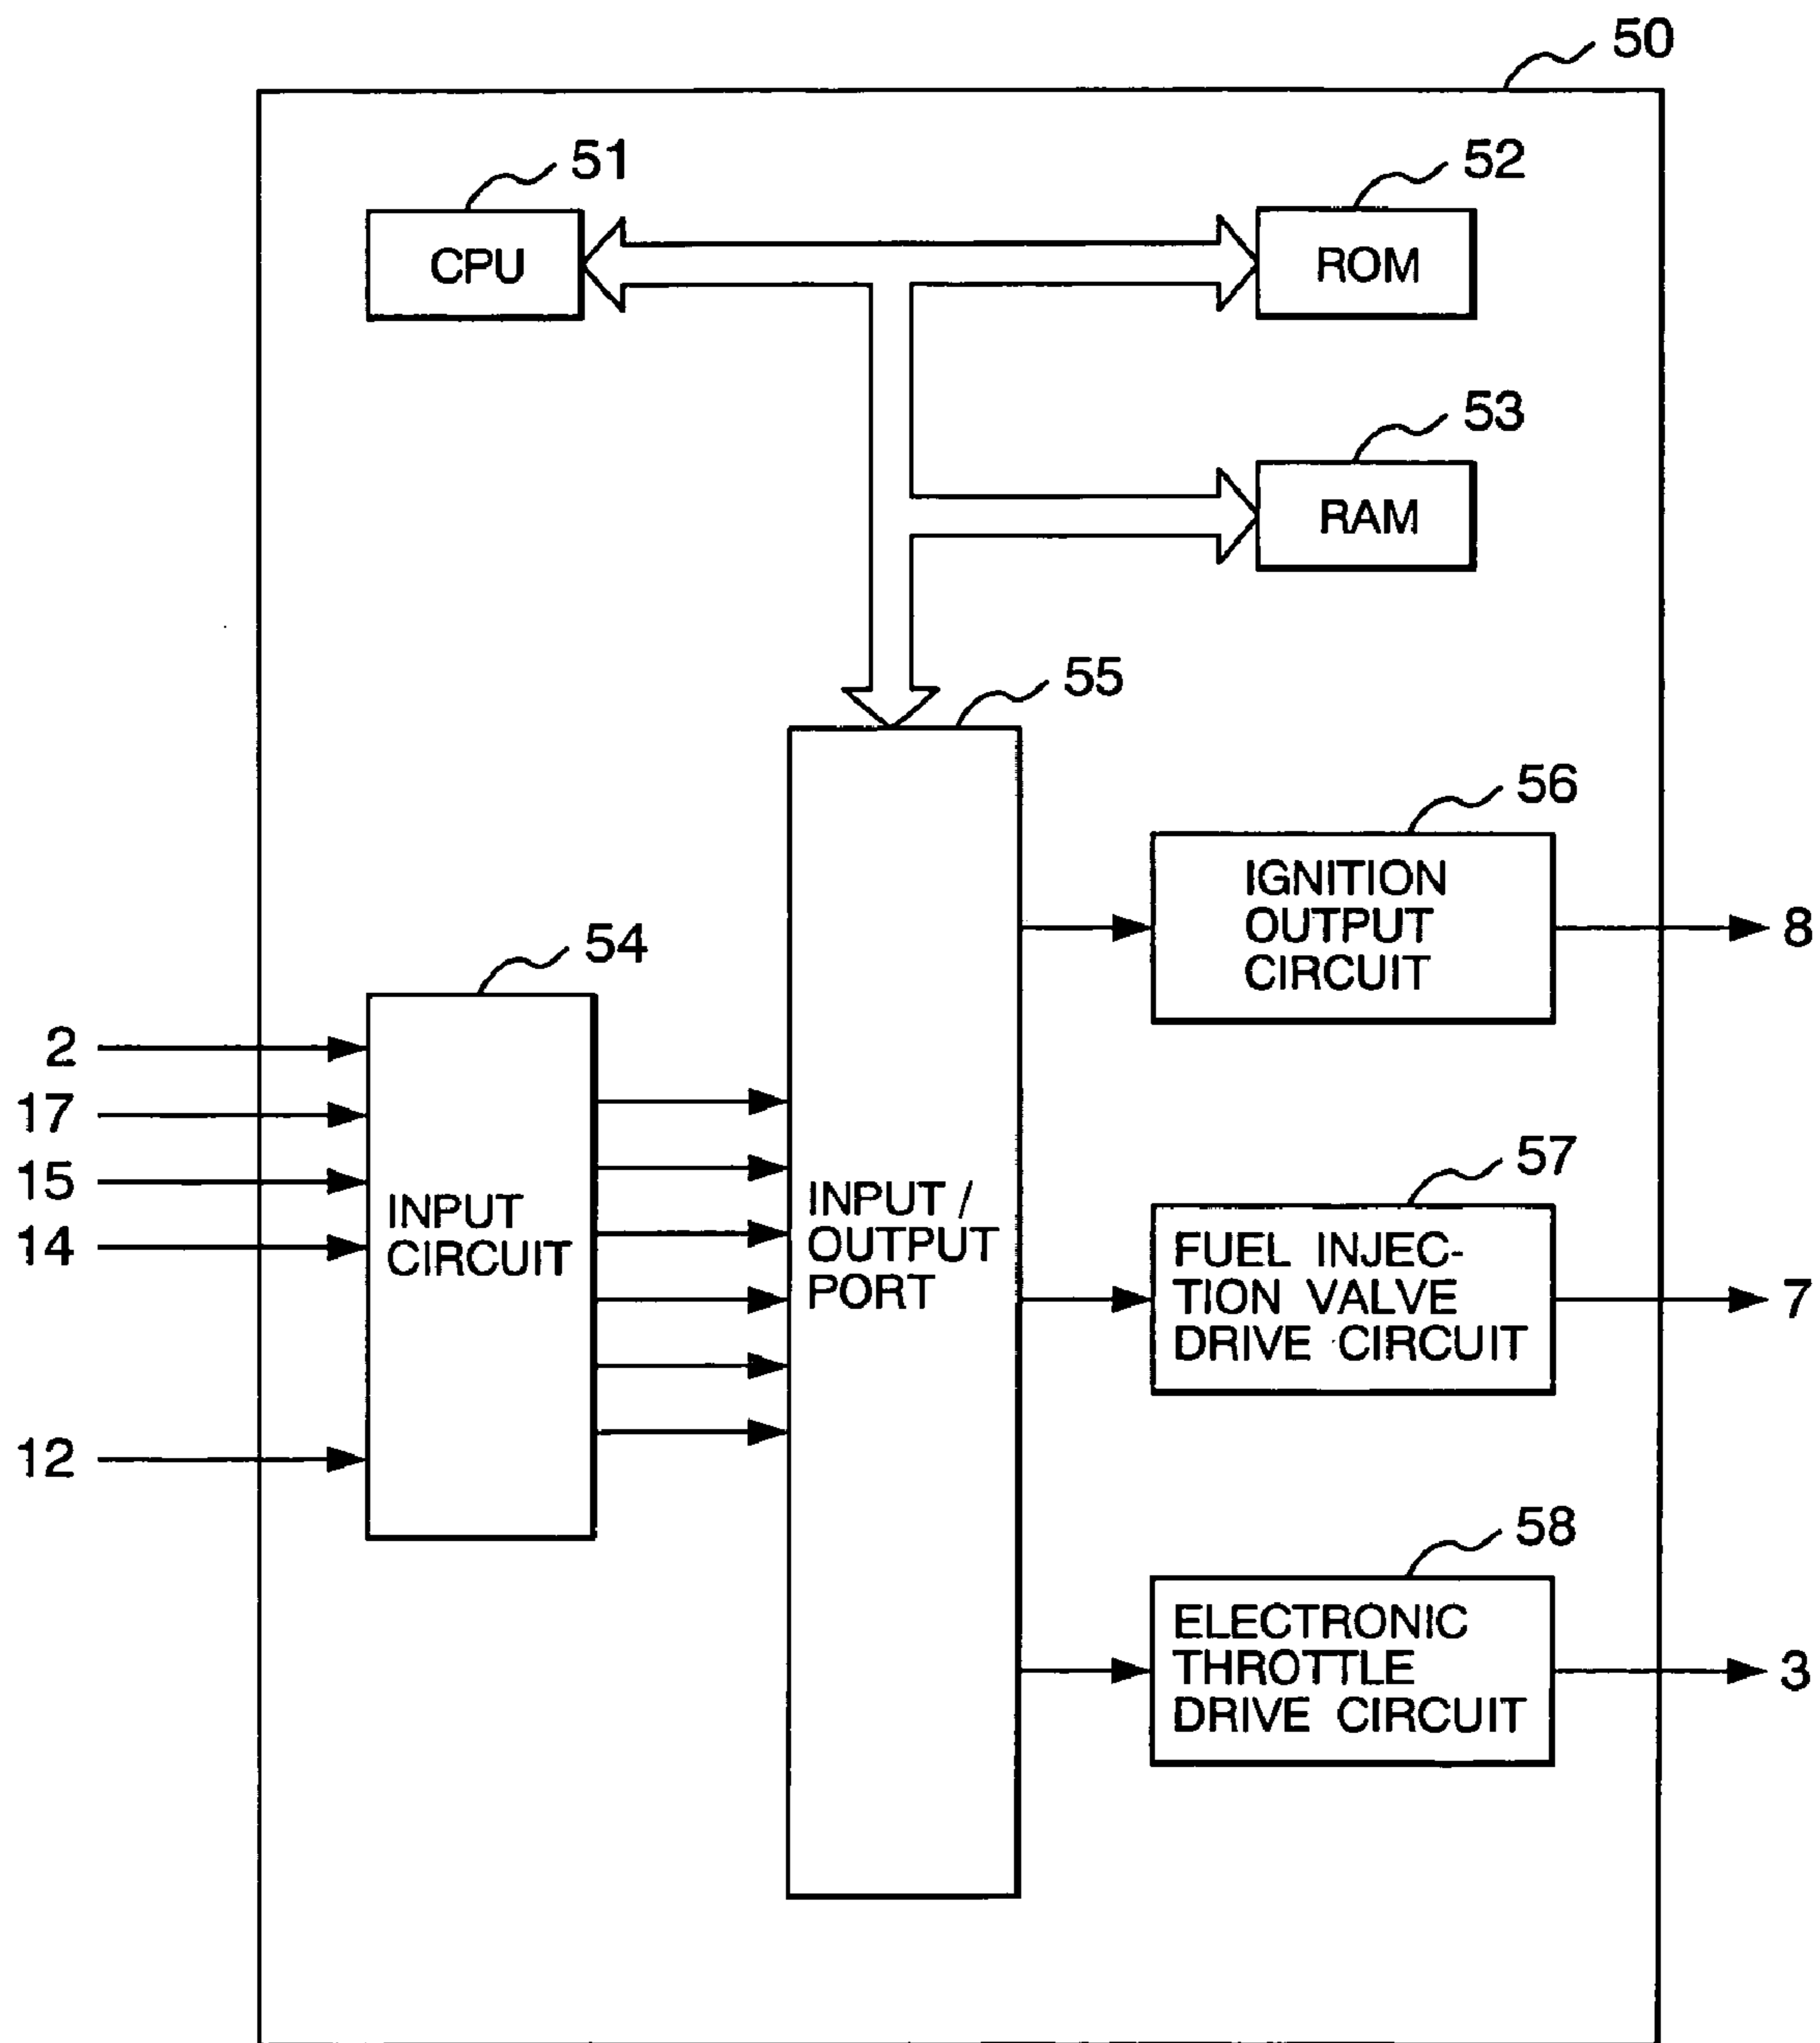 50
51
52
CPU
ROM
53
RAM
55
56
IGNITION
OUTPUT
CIRCUIT
8
54
2
17
15
14
12
INPUT
CIRCUIT
INPUT /
OUTPUT
PORT
57
FUEL INJEC-
TION VALVE
DRIVE CIRCUIT
7
58
ELECTRONIC
THROTTLE
DRIVE CIRCUIT
3